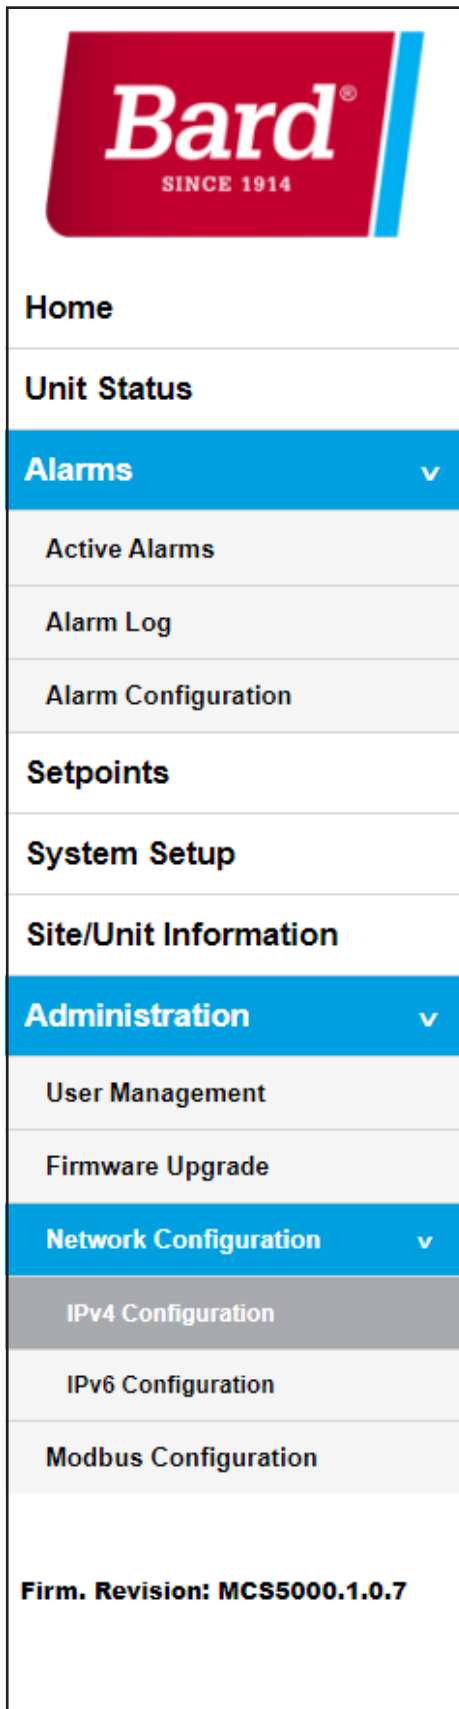 Bard®
SINCE 1914
Home
Unit Status
Alarms v
Active Alarms
Alarm Log
Alarm Configuration
Setpoints
System Setup
Site/Unit Information
Administration v
User Management
Firmware Upgrade
Network Configuration v
IPv4 Configuration
IPv6 Configuration
Modbus Configuration
Firm. Revision: MCS5000.1.0.7